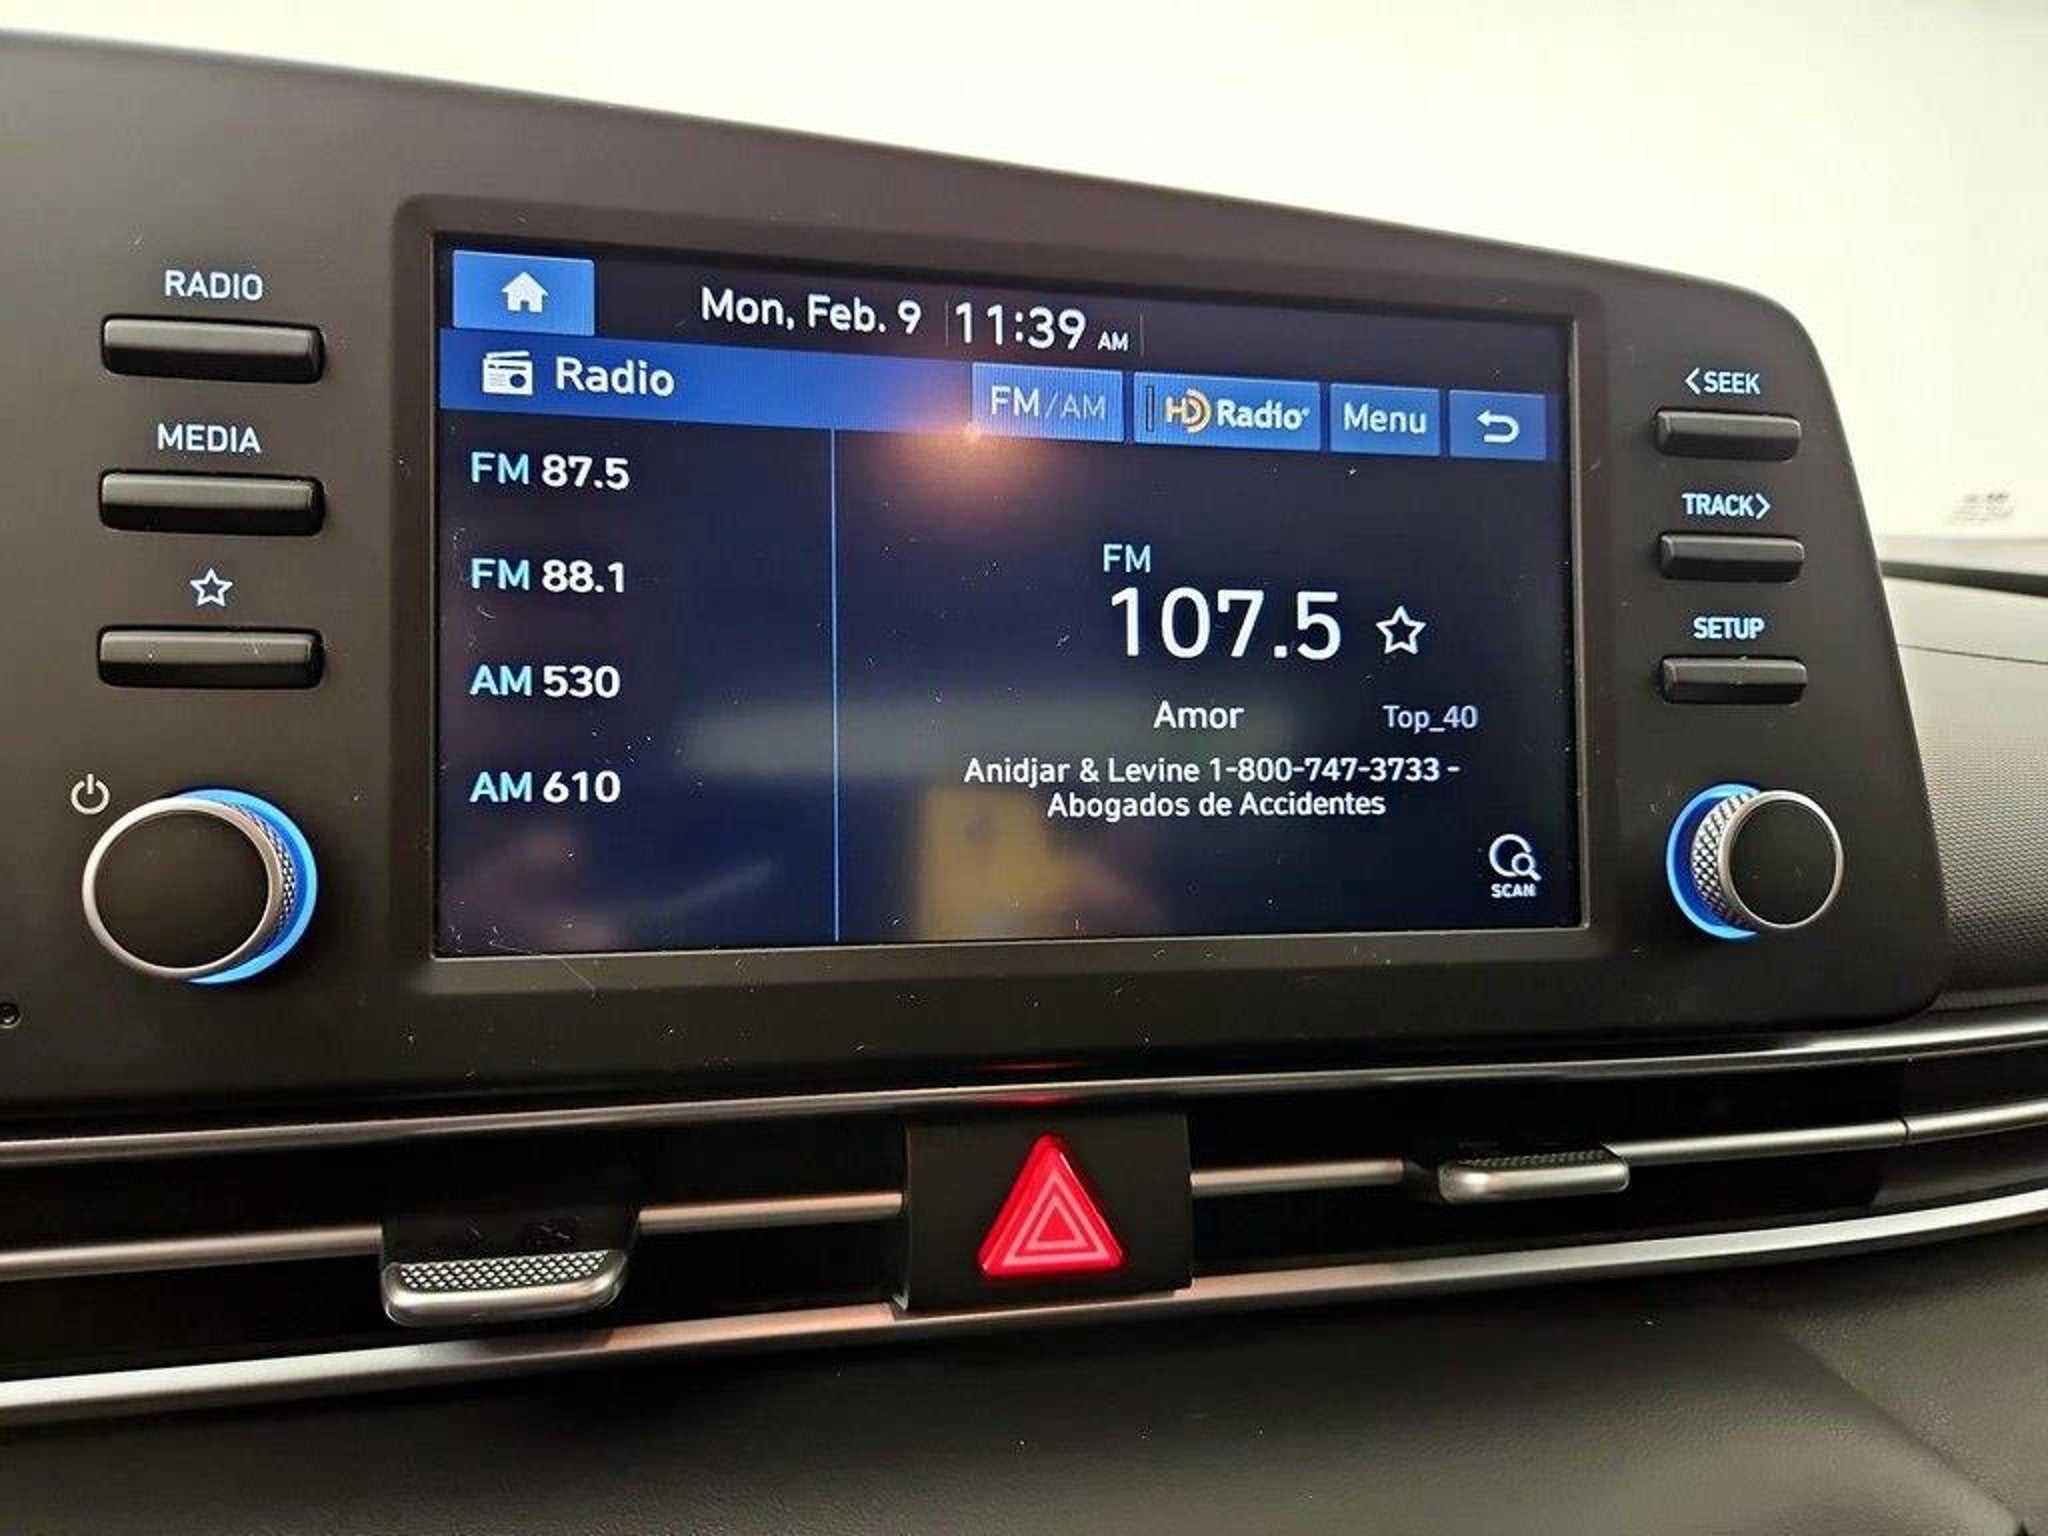 RADIO
MEDIA
Mon, Feb. 9 11:39 AM
Radio
FM/AM
HD Radio
Menu
FM 87.5
FM 88.1
AM 530
AM 610
FM
107.5
Amor
Top_40
Anidjar & Levine 1-800-747-3733 -
Abogados de Accidentes
SCAN
<SEEK
TRACK>
SETUP